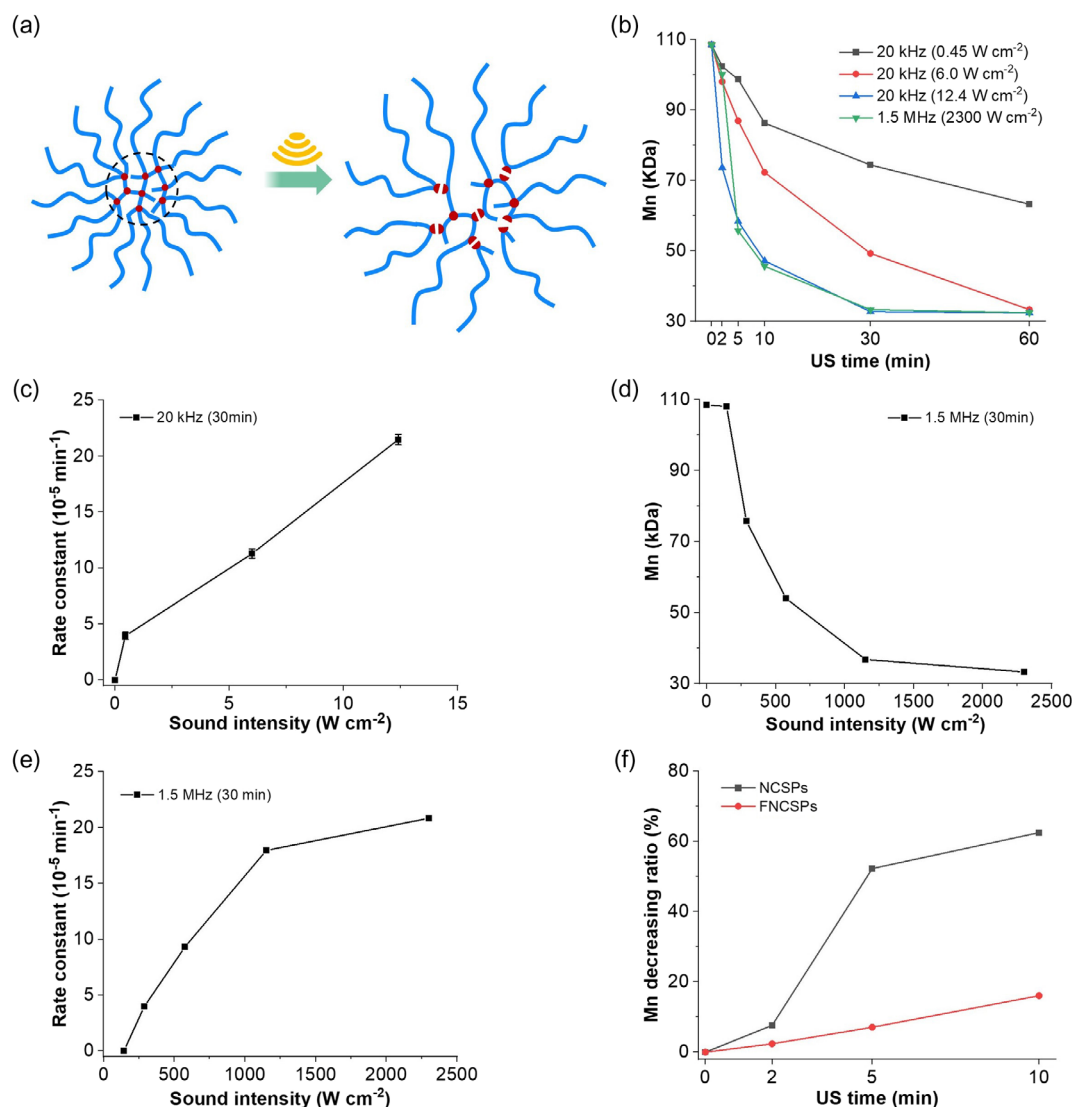 (a)
(b)
110
90
70
50
30
Mn (KDa)
20 kHz (0.45 W cm-2)
20 kHz (6.0 W cm-2)
20 kHz (12.4 W cm-2)
1.5 MHz (2300 W cm-2)
0 2 5 10 30 60
US time (min)
(c)
25
20
15
10
5
0
Rate constant (10-5 min-1)
20 kHz (30min)
0 5 10 15
Sound intensity (W cm-2)
(d)
110
90
70
50
30
Mn (kDa)
1.5 MHz (30min)
0 500 1000 1500 2000 2500
Sound intensity (W cm-2)
(e)
25
20
15
10
5
0
Rate constant (10-5 min-1)
1.5 MHz (30 min)
0 500 1000 1500 2000 2500
Sound intensity (W cm-2)
(f)
80
60
40
20
0
Mn decreasing ratio (%)
NCSPs
FNCSPs
0 2 5 10
US time (min)